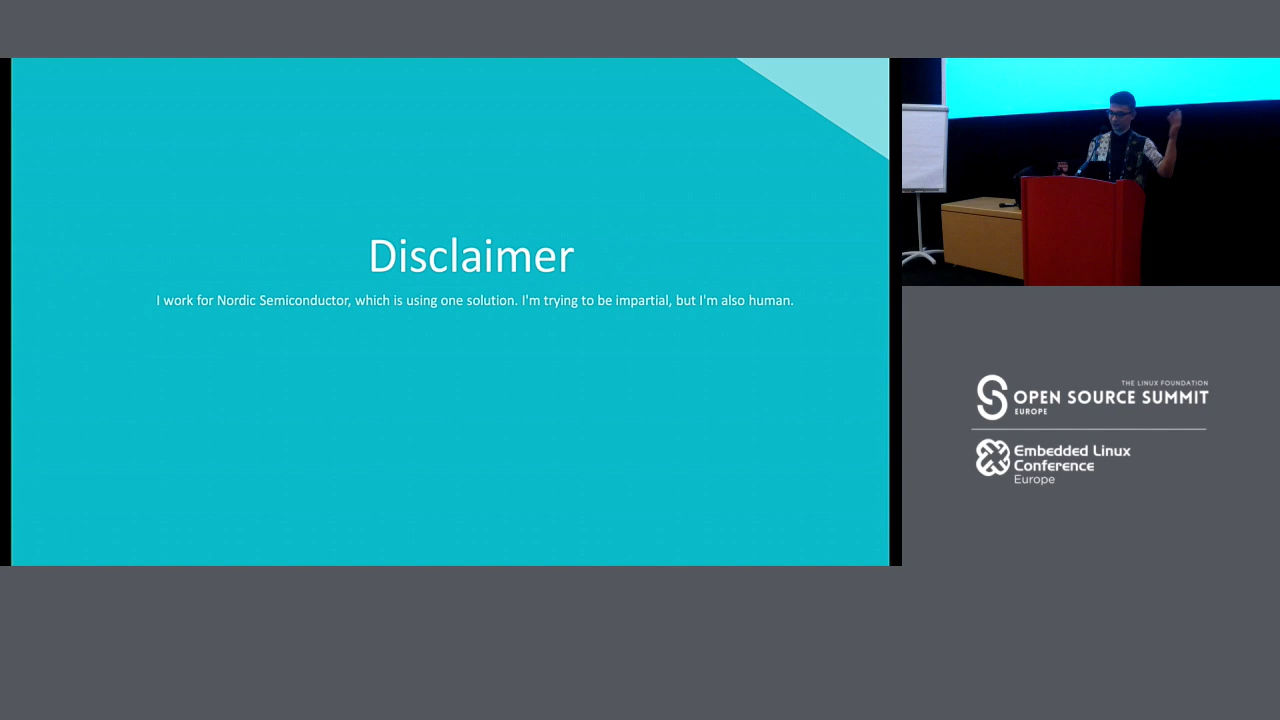 Disclaimer
I work for Nordic Semiconductor, which is using one solution. I'm trying to be impartial, but I'm also human.
THE LINUX FOUNDATION
OPEN SOURCE SUMMIT
EUROPE
Embedded Linux
Conference
Europe